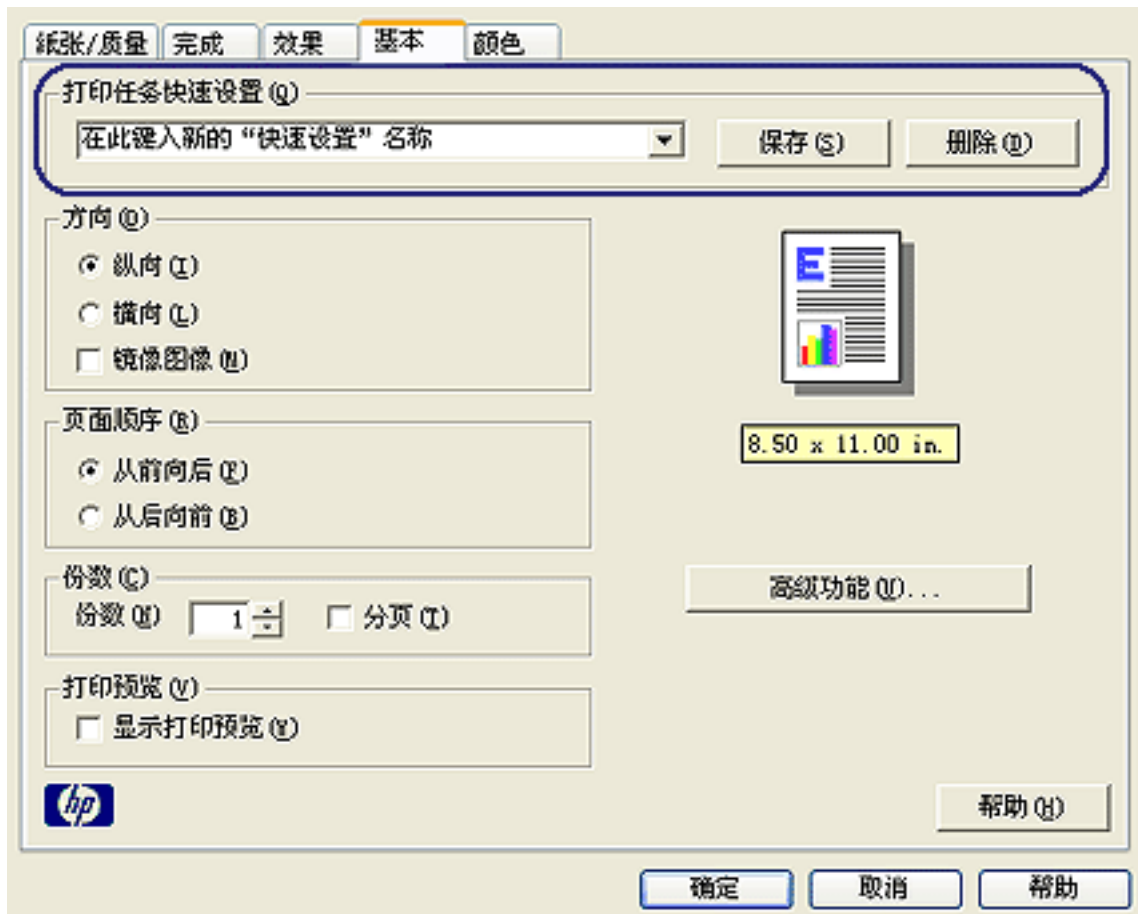 纸张/质量 完成 效果 基本 颜色
打印任务快速设置(Q)
在此键入新的“快速设置”名称 保存(S) 删除(D)
方向(O)
纵向(I)
横向(L)
镜像图像(N)
E
8.50 x 11.00 in.
页面顺序(R)
从前向后(F)
从后向前(B)
份数(C)
份数 1 分页(T)
高级功能...
打印预览(V)
显示打印预览(Y)
hp
帮助(H)
确定 取消 帮助